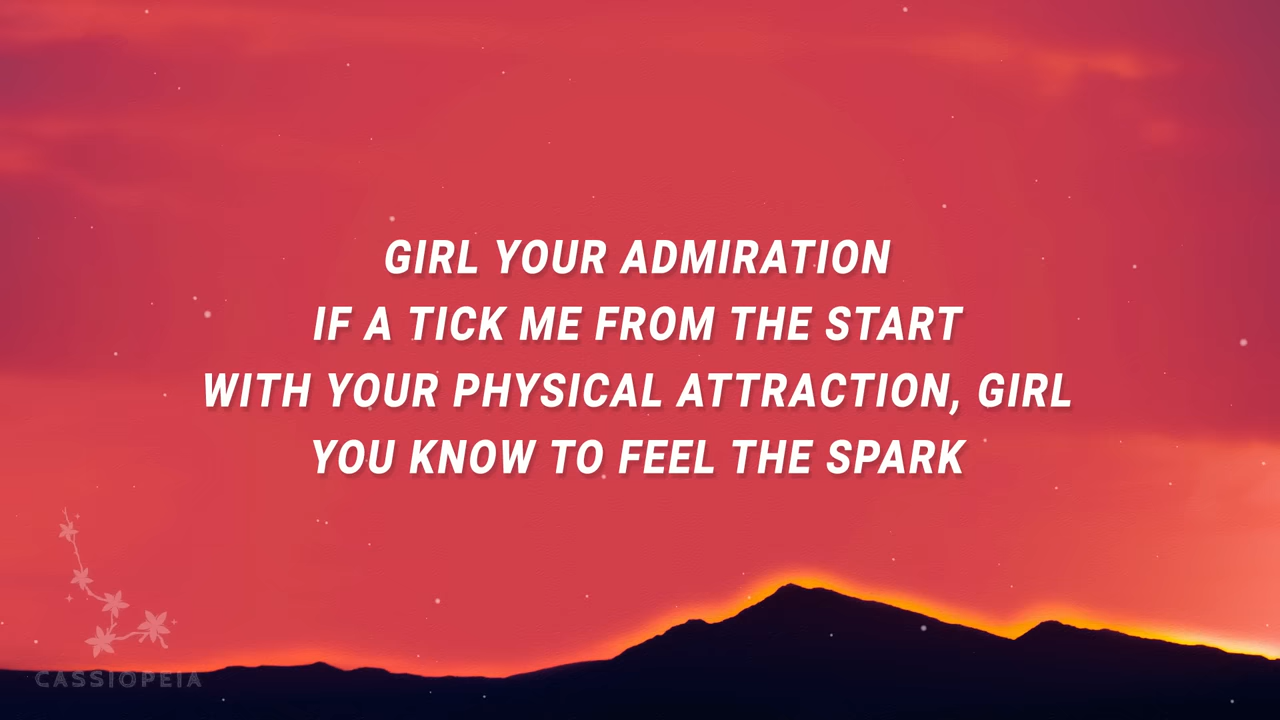 GIRL YOUR ADMIRATION
IF A TICK ME FROM THE START
WITH YOUR PHYSICAL ATTRACTION, GIRL
YOU KNOW TO FEEL THE SPARK
CASSIOPEIA